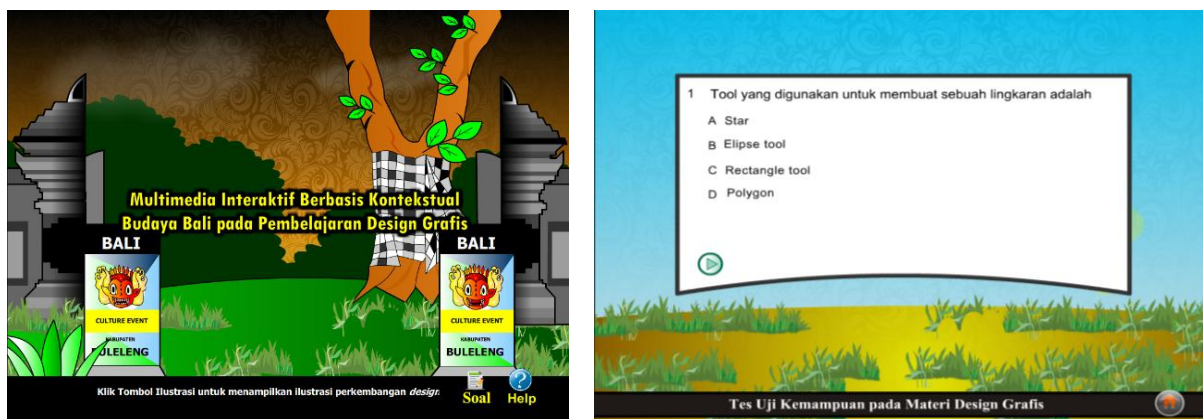 Multimedia Interaktif Berbasis Kontekstual
Budaya Bali pada Pembelajaran Design Grafis
BALI
CULTURE EVENT
KABUPATEN
BULELENG
BALI
CULTURE EVENT
KABUPATEN
BULELENG
Klik Tombol Ilustrasi untuk menampilkan ilustrasi perkembangan design
Soal
Help
1 Tool yang digunakan untuk membuat sebuah lingkaran adalah
A Star
B Elipse tool
C Rectangle tool
D Polygon
Tes Uji Kemampuan pada Materi Design Grafis